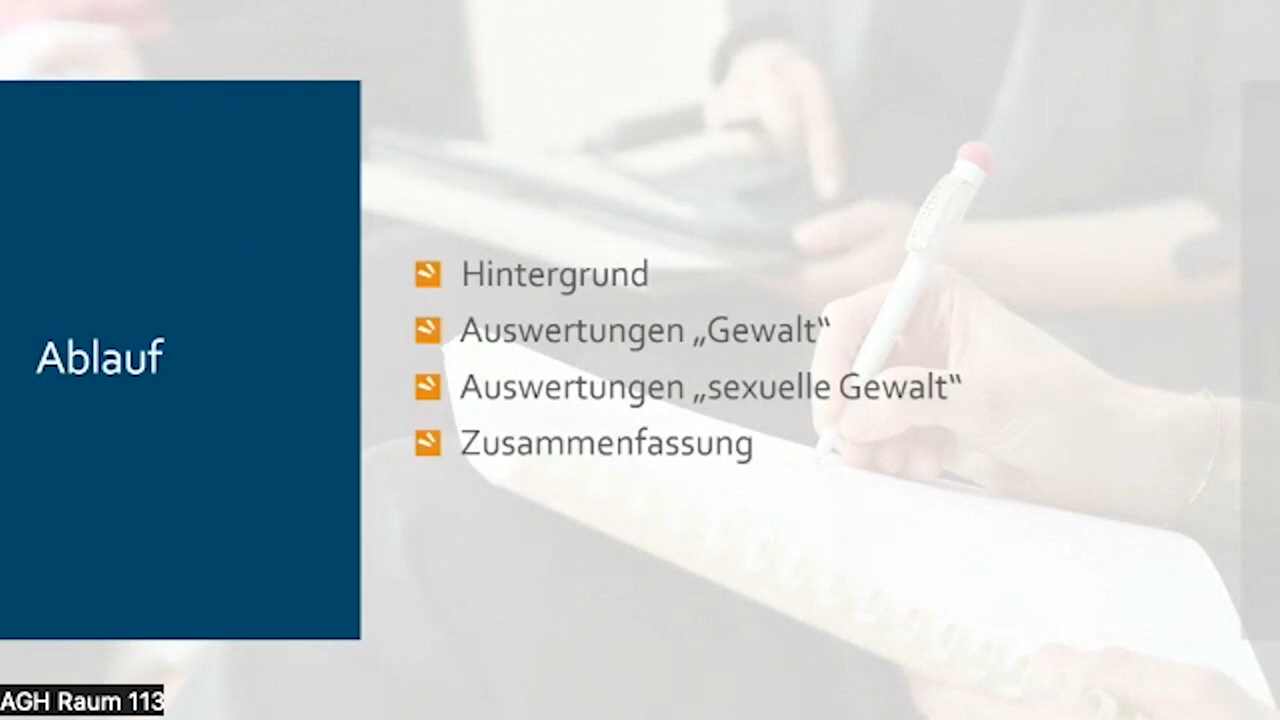 Ablauf
Hintergrund
Auswertungen „Gewalt“
Auswertungen „sexuelle Gewalt“
Zusammenfassung
AGH Raum 113